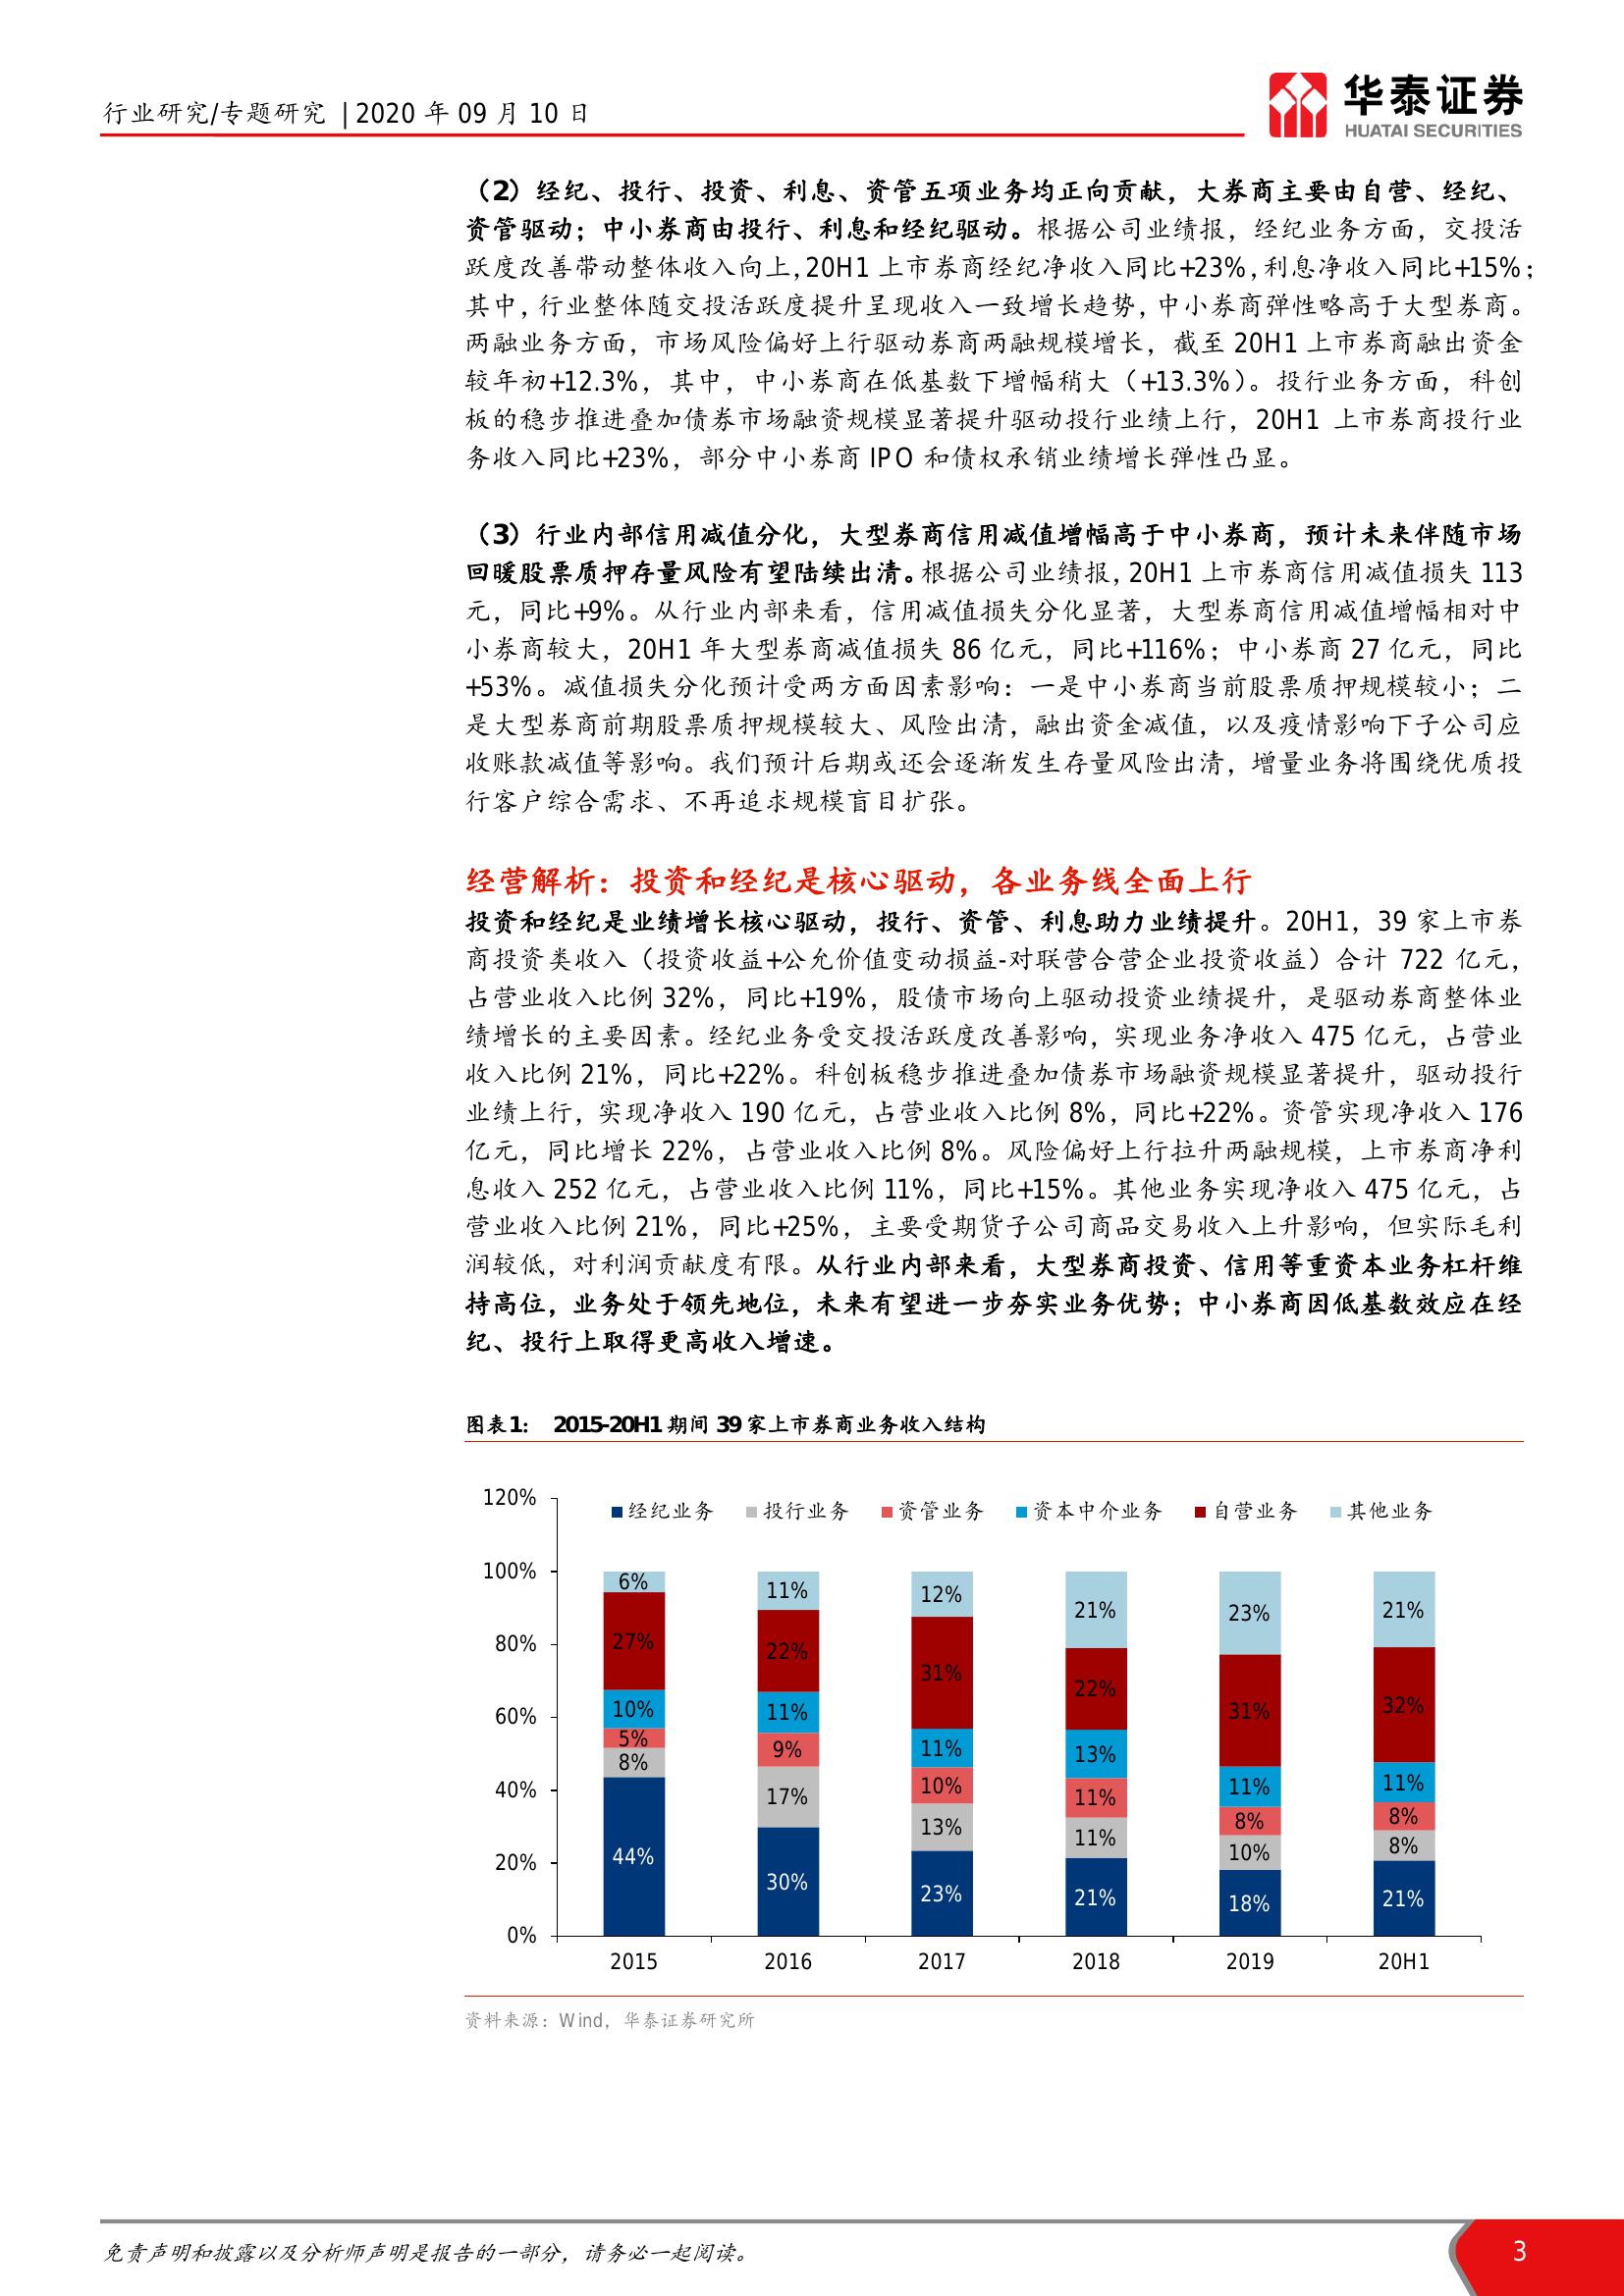 行业研究/专题研究 | 2020 年 09 月 10 日
华泰证券
HUATAI SECURITIES
（2）经纪、投行、投资、利息、资管五项业务均正向贡献，大券商主要由自营、经纪、
资管驱动；中小券商由投行、利息和经纪驱动。根据公司业绩报，经纪业务方面，交投活
跃度改善带动整体收入向上，20H1 上市券商经纪净收入同比+23%，利息净收入同比+15%；
其中，行业整体随交投活跃度提升呈现收入一致增长趋势，中小券商弹性略高于大型券商。
两融业务方面，市场风险偏好上行驱动券商两融规模增长，截至 20H1 上市券商融出资金
较年初+12.3%，其中，中小券商在低基数下增幅稍大（+13.3%）。投行业务方面，科创
板的稳步推进叠加债券市场融资规模显著提升驱动投行业绩上行，20H1 上市券商投行业
务收入同比+23%，部分中小券商 IPO 和债权承销业绩增长弹性凸显。
（3）行业内部信用减值分化，大型券商信用减值增幅高于中小券商，预计未来伴随市场
回暖股票质押存量风险有望陆续出清。根据公司业绩报，20H1 上市券商信用减值损失 113
元，同比+9%。从行业内部来看，信用减值损失分化显著，大型券商信用减值增幅相对中
小券商较大，20H1 年大型券商减值损失 86 亿元，同比+116%；中小券商 27 亿元，同比
+53%。减值损失分化预计受两方面因素影响：一是中小券商当前股票质押规模较小；二
是大型券商前期股票质押规模较大、风险出清，融出资金减值，以及疫情影响下子公司应
收账款减值等影响。我们预计后期或还会逐渐发生存量风险出清，增量业务将围绕优质投
行客户综合需求、不再追求规模盲目扩张。
经营解析：投资和经纪是核心驱动，各业务线全面上行
投资和经纪是业绩增长核心驱动，投行、资管、利息助力业绩提升。20H1，39 家上市券
商投资类收入（投资收益+公允价值变动损益-对联营合营企业投资收益）合计 722 亿元，
占营业收入比例 32%，同比+19%，股债市场向上驱动投资业绩提升，是驱动券商整体业
绩增长的主要因素。经纪业务受交投活跃度改善影响，实现业务净收入 475 亿元，占营业
收入比例 21%，同比+22%。科创板稳步推进叠加债券市场融资规模显著提升，驱动投行
业绩上行，实现净收入 190 亿元，占营业收入比例 8%，同比+22%。资管实现净收入 176
亿元，同比增长 22%，占营业收入比例 8%。风险偏好上行拉升两融规模，上市券商净利
息收入 252 亿元，占营业收入比例 11%，同比+15%。其他业务实现净收入 475 亿元，占
营业收入比例 21%，同比+25%，主要受期货子公司商品交易收入上升影响，但实际毛利
润较低，对利润贡献度有限。从行业内部来看，大型券商投资、信用等重资本业务杠杆维
持高位，业务处于领先地位，未来有望进一步夯实业务优势；中小券商因低基数效应在经
纪、投行上取得更高收入增速。
图表1： 2015-20H1 期间 39 家上市券商业务收入结构
120%
经纪业务 投行业务 资管业务 资本中介业务 自营业务 其他业务
100%
6% 11% 12% 21% 23% 21%
80%
27% 22% 31% 22% 31% 32%
60%
10% 11% 11% 13% 11% 11%
5% 9% 10% 11% 8% 8%
40%
8% 17% 13% 11% 10% 8%
20%
44% 30% 23% 21% 18% 21%
0%
2015 2016 2017 2018 2019 20H1
资料来源：Wind，华泰证券研究所
免责声明和披露以及分析师声明是报告的一部分，请务必一起阅读。
3